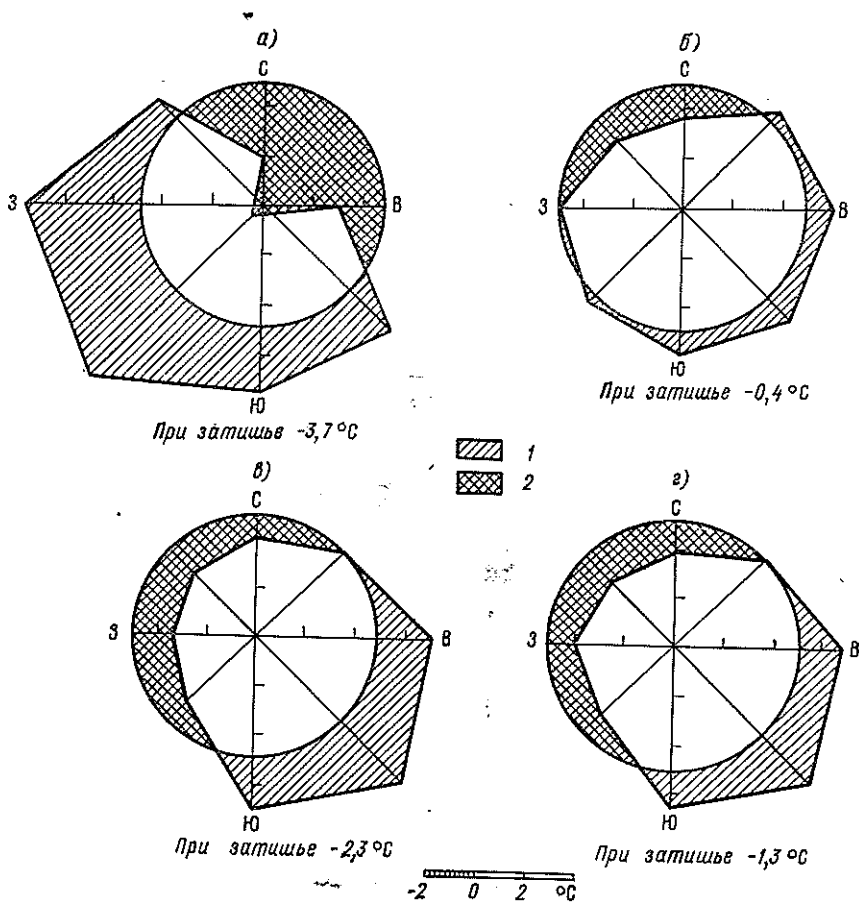 а)
С
З
В
Ю
При затишье -3,7°С
б)
С
З
В
Ю
При затишье -0,4°С
1
2
в)
С
З
В
Ю
При затишье -2,3°С
г)
С
З
В
Ю
При затишье -1,3°С
-2 0 2 °С